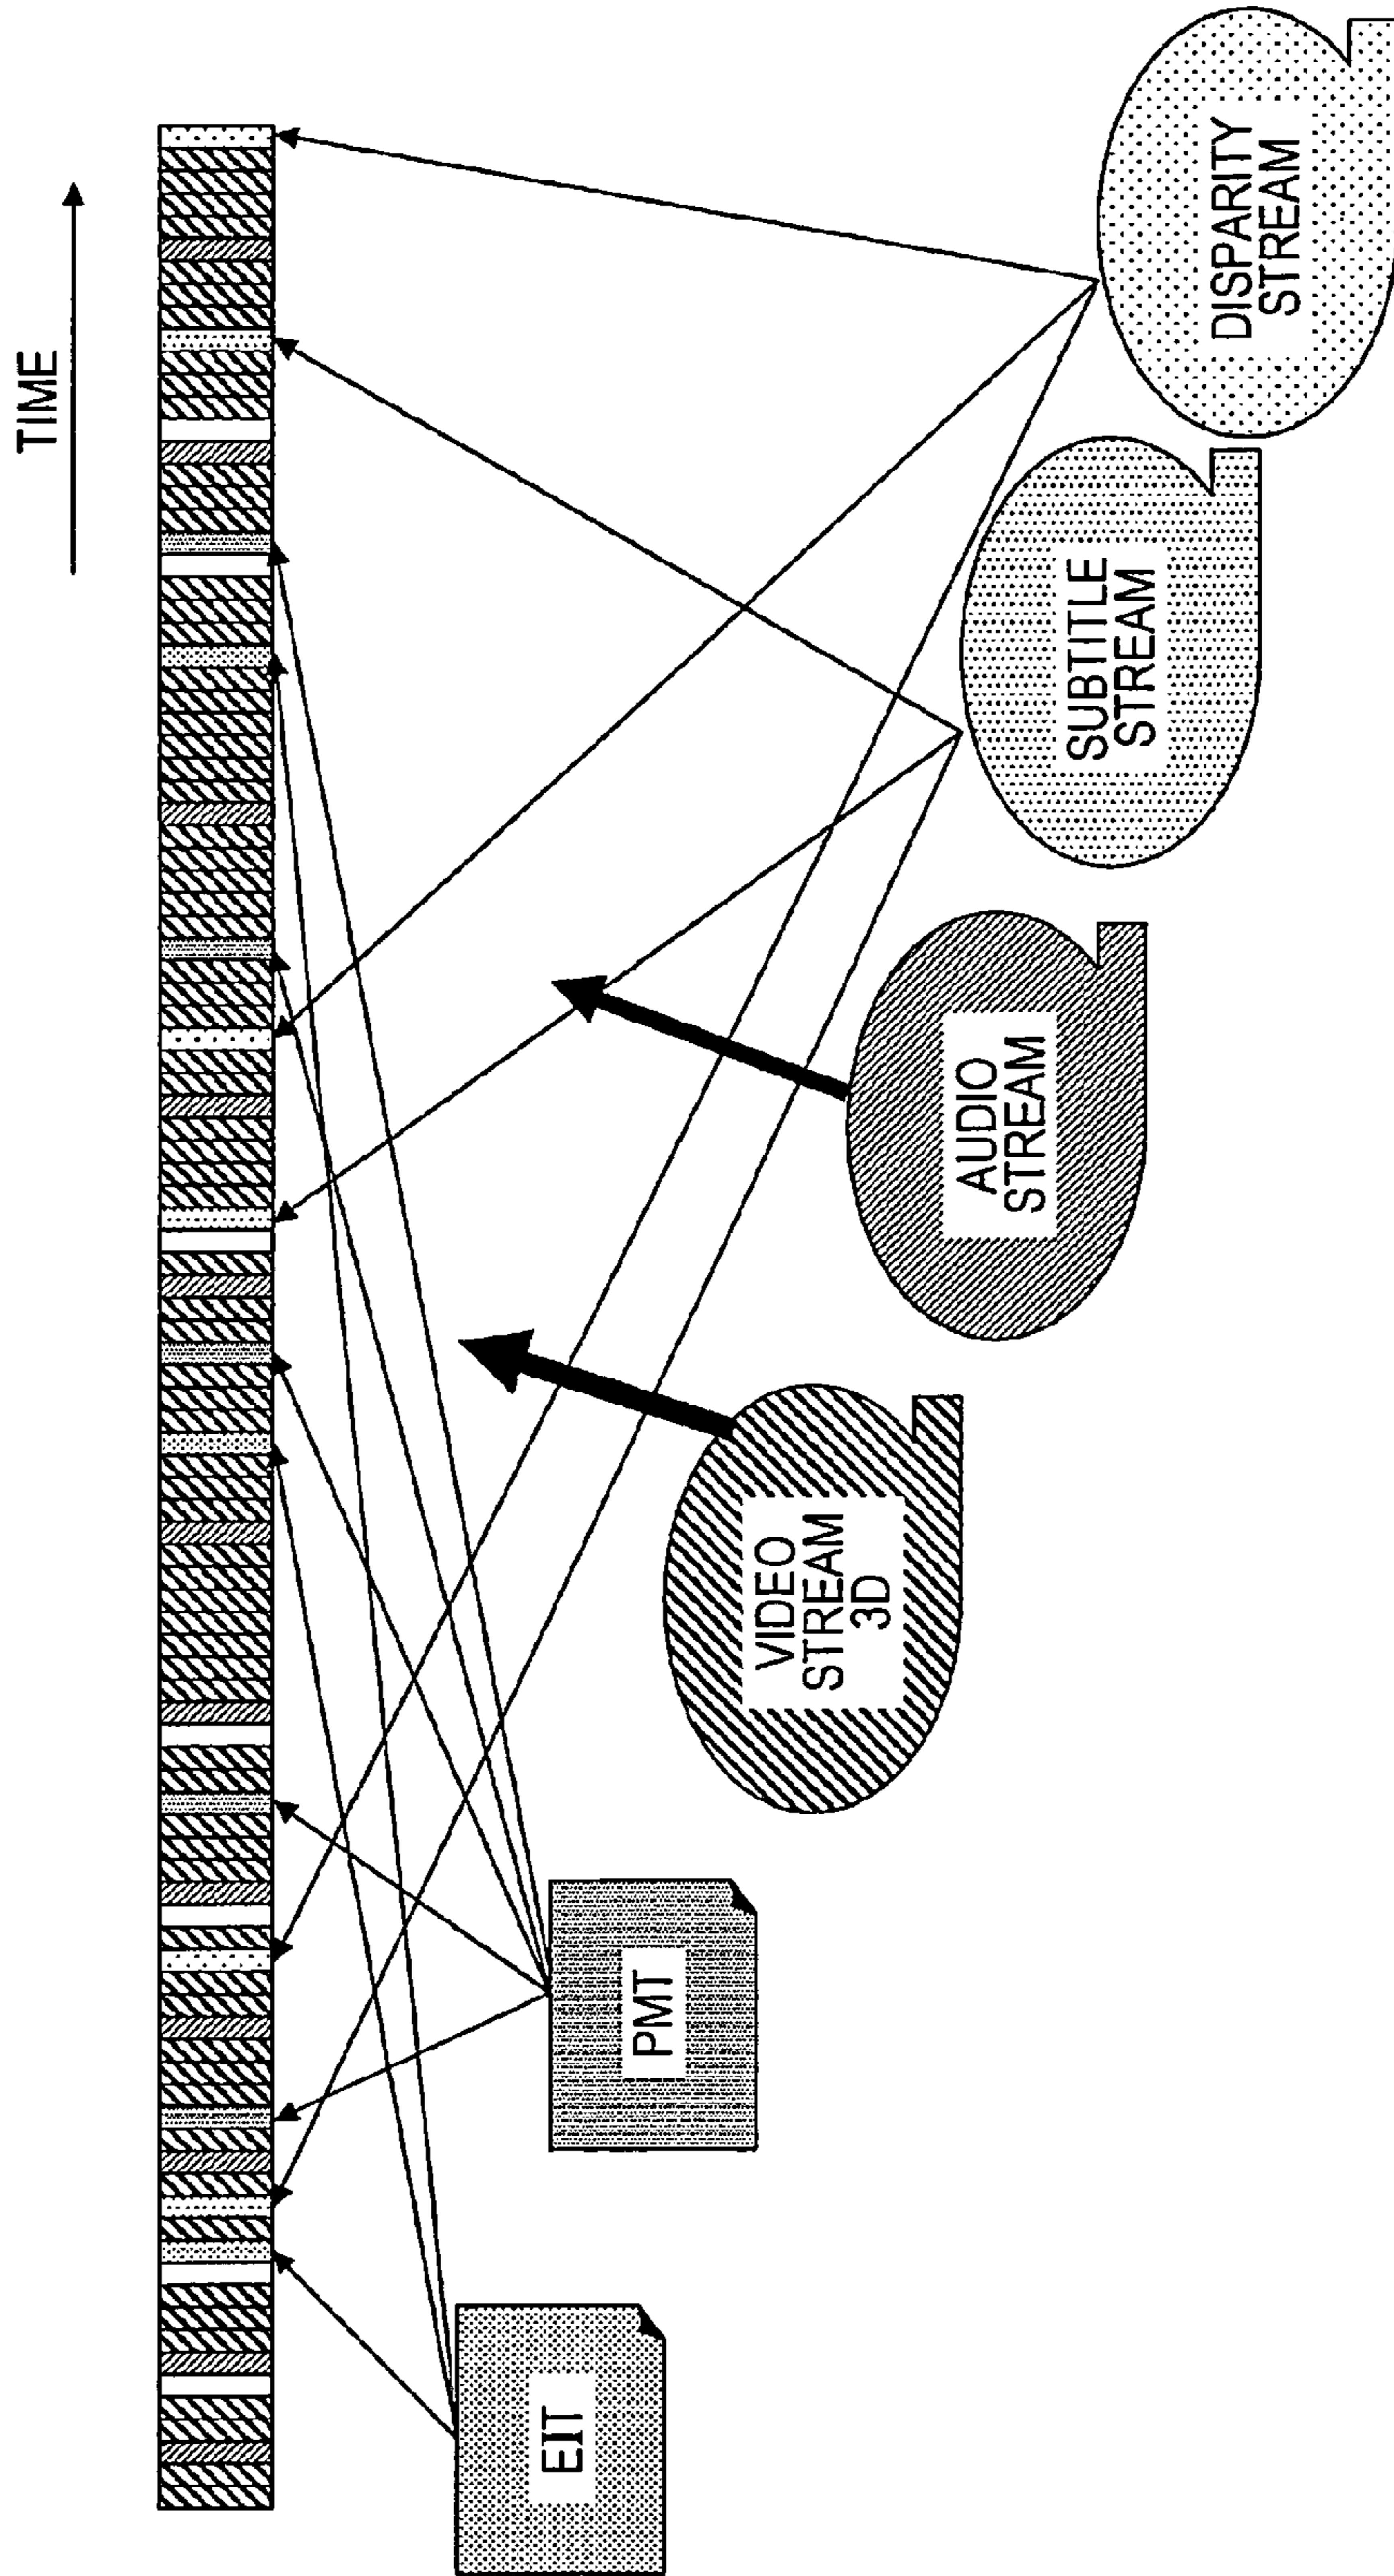 TIME
EIT
PMT
VIDEO
STREAM
3D
AUDIO
STREAM
SUBTITLE
STREAM
DISPARITY
STREAM